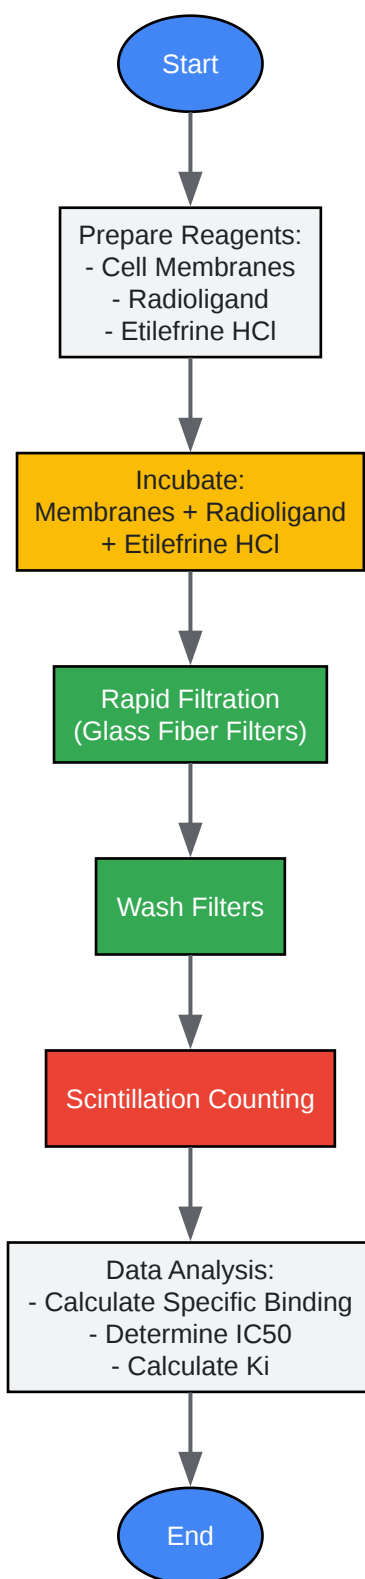 Start
Prepare Reagents:
- Cell Membranes
- Radioligand
- Etilefrine HCl
Incubate:
Membranes + Radioligand
+ Etilefrine HCl
Rapid Filtration
(Glass Fiber Filters)
Wash Filters
Scintillation Counting
Data Analysis:
- Calculate Specific Binding
- Determine IC50
- Calculate Ki
End